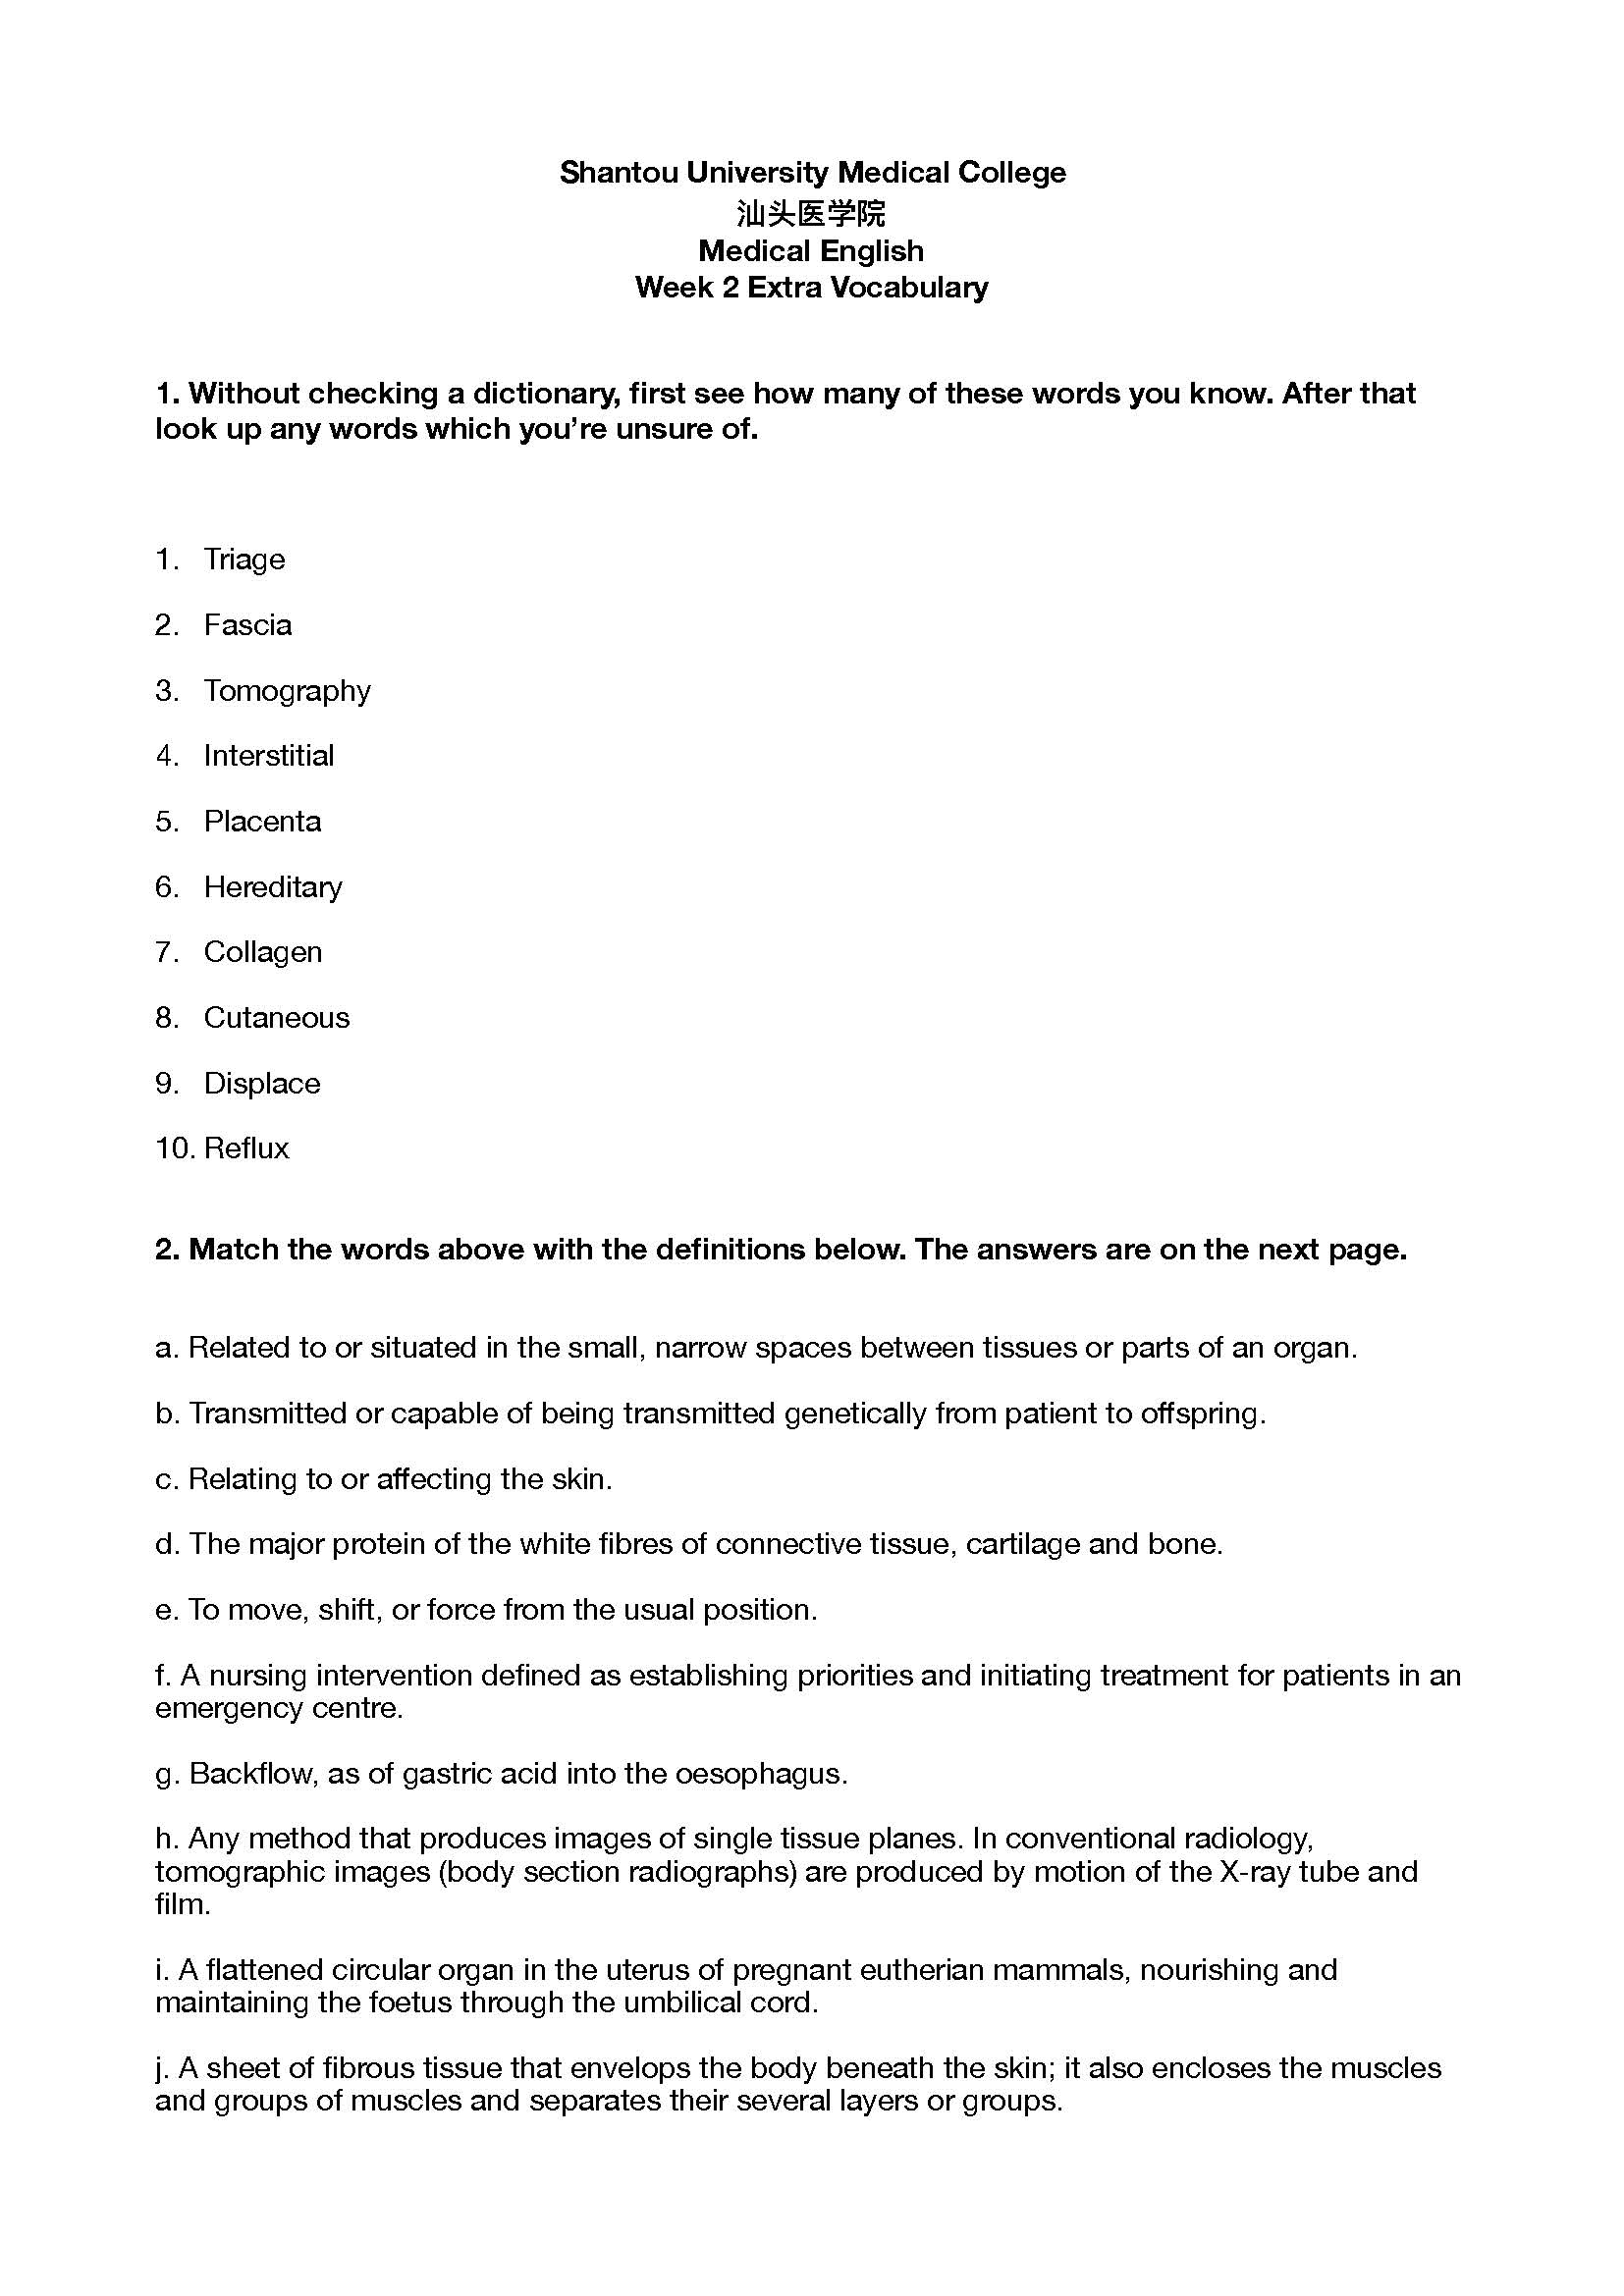 Shantou University Medical College
汕头医学院
Medical English
Week 2 Extra Vocabulary
1. Without checking a dictionary, first see how many of these words you know. After that
look up any words which you’re unsure of.
1. Triage
2. Fascia
3. Tomography
4. Interstitial
5. Placenta
6. Hereditary
7. Collagen
8. Cutaneous
9. Displace
10. Reflux
2. Match the words above with the definitions below. The answers are on the next page.
a. Related to or situated in the small, narrow spaces between tissues or parts of an organ.
b. Transmitted or capable of being transmitted genetically from patient to offspring.
c. Relating to or affecting the skin.
d. The major protein of the white fibres of connective tissue, cartilage and bone.
e. To move, shift, or force from the usual position.
f. A nursing intervention defined as establishing priorities and initiating treatment for patients in an
emergency centre.
g. Backflow, as of gastric acid into the oesophagus.
h. Any method that produces images of single tissue planes. In conventional radiology,
tomographic images (body section radiographs) are produced by motion of the X-ray tube and
film.
i. A flattened circular organ in the uterus of pregnant eutherian mammals, nourishing and
maintaining the foetus through the umbilical cord.
j. A sheet of fibrous tissue that envelops the body beneath the skin; it also encloses the muscles
and groups of muscles and separates their several layers or groups.